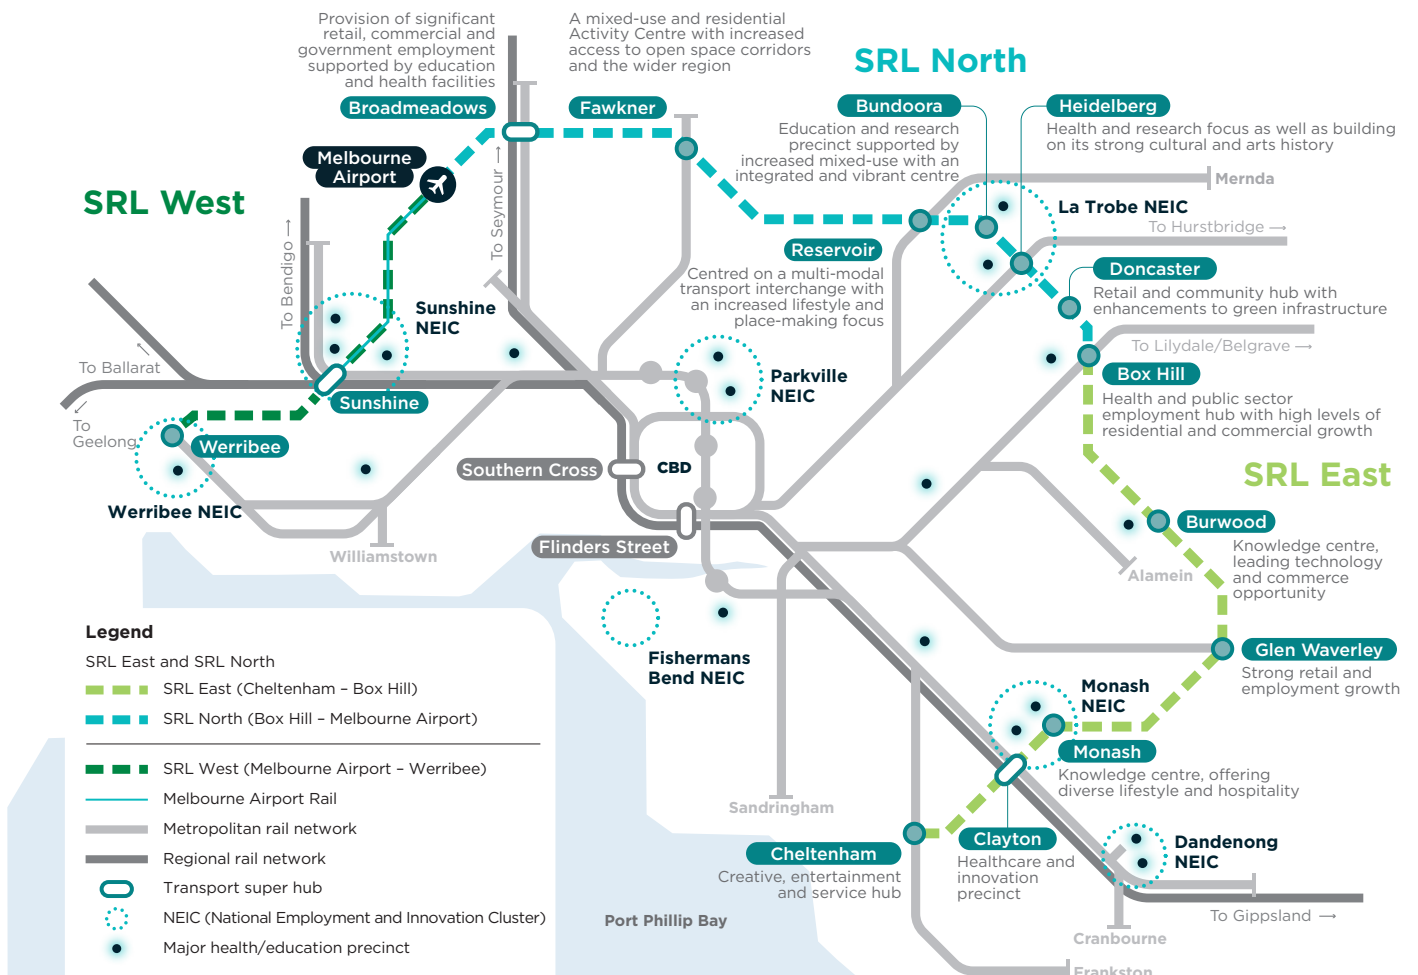 Provision of significant
retail, commercial and
government employment
supported by education
and health facilities
Broadmeadows
A mixed-use and residential
Activity Centre with increased
access to open space corridors
and the wider region
Fawkner
SRL North
Bundoora
Education and research
precinct supported by
increased mixed-use with an
integrated and vibrant centre
Heidelberg
Health and research focus as well as building
on its strong cultural and arts history
Melbourne
Airport
SRL West
To Seymour →
To Bendigo →
Mernda
La Trobe NEIC
To Hurstbridge →
Reservoir
Centred on a multi-modal
transport interchange with
an increased lifestyle and
place-making focus
Doncaster
Retail and community hub with
enhancements to green infrastructure
Sunshine
NEIC
To Lilydale/Belgrave →
To Ballarat
Parkville
NEIC
Box Hill
Health and public sector
employment hub with high levels of
residential and commercial growth
Sunshine
To
Geelong
Werribee
Southern Cross
CBD
SRL East
Werribee NEIC
Williamstown
Flinders Street
Burwood
Knowledge centre,
leading technology
and commerce
opportunity
Alamein
Fishermans
Bend NEIC
Glen Waverley
Strong retail and
employment growth
Monash
NEIC
Monash
Knowledge centre, offering
diverse lifestyle and hospitality
Sandringham
Clayton
Healthcare and
innovation
precinct
Cheltenham
Creative, entertainment
and service hub
Dandenong
NEIC
To Gippsland →
Cranbourne
Frankston
Port Phillip Bay
Legend
SRL East and SRL North
SRL East (Cheltenham – Box Hill)
SRL North (Box Hill – Melbourne Airport)
SRL West (Melbourne Airport – Werribee)
Melbourne Airport Rail
Metropolitan rail network
Regional rail network
Transport super hub
NEIC (National Employment and Innovation Cluster)
Major health/education precinct